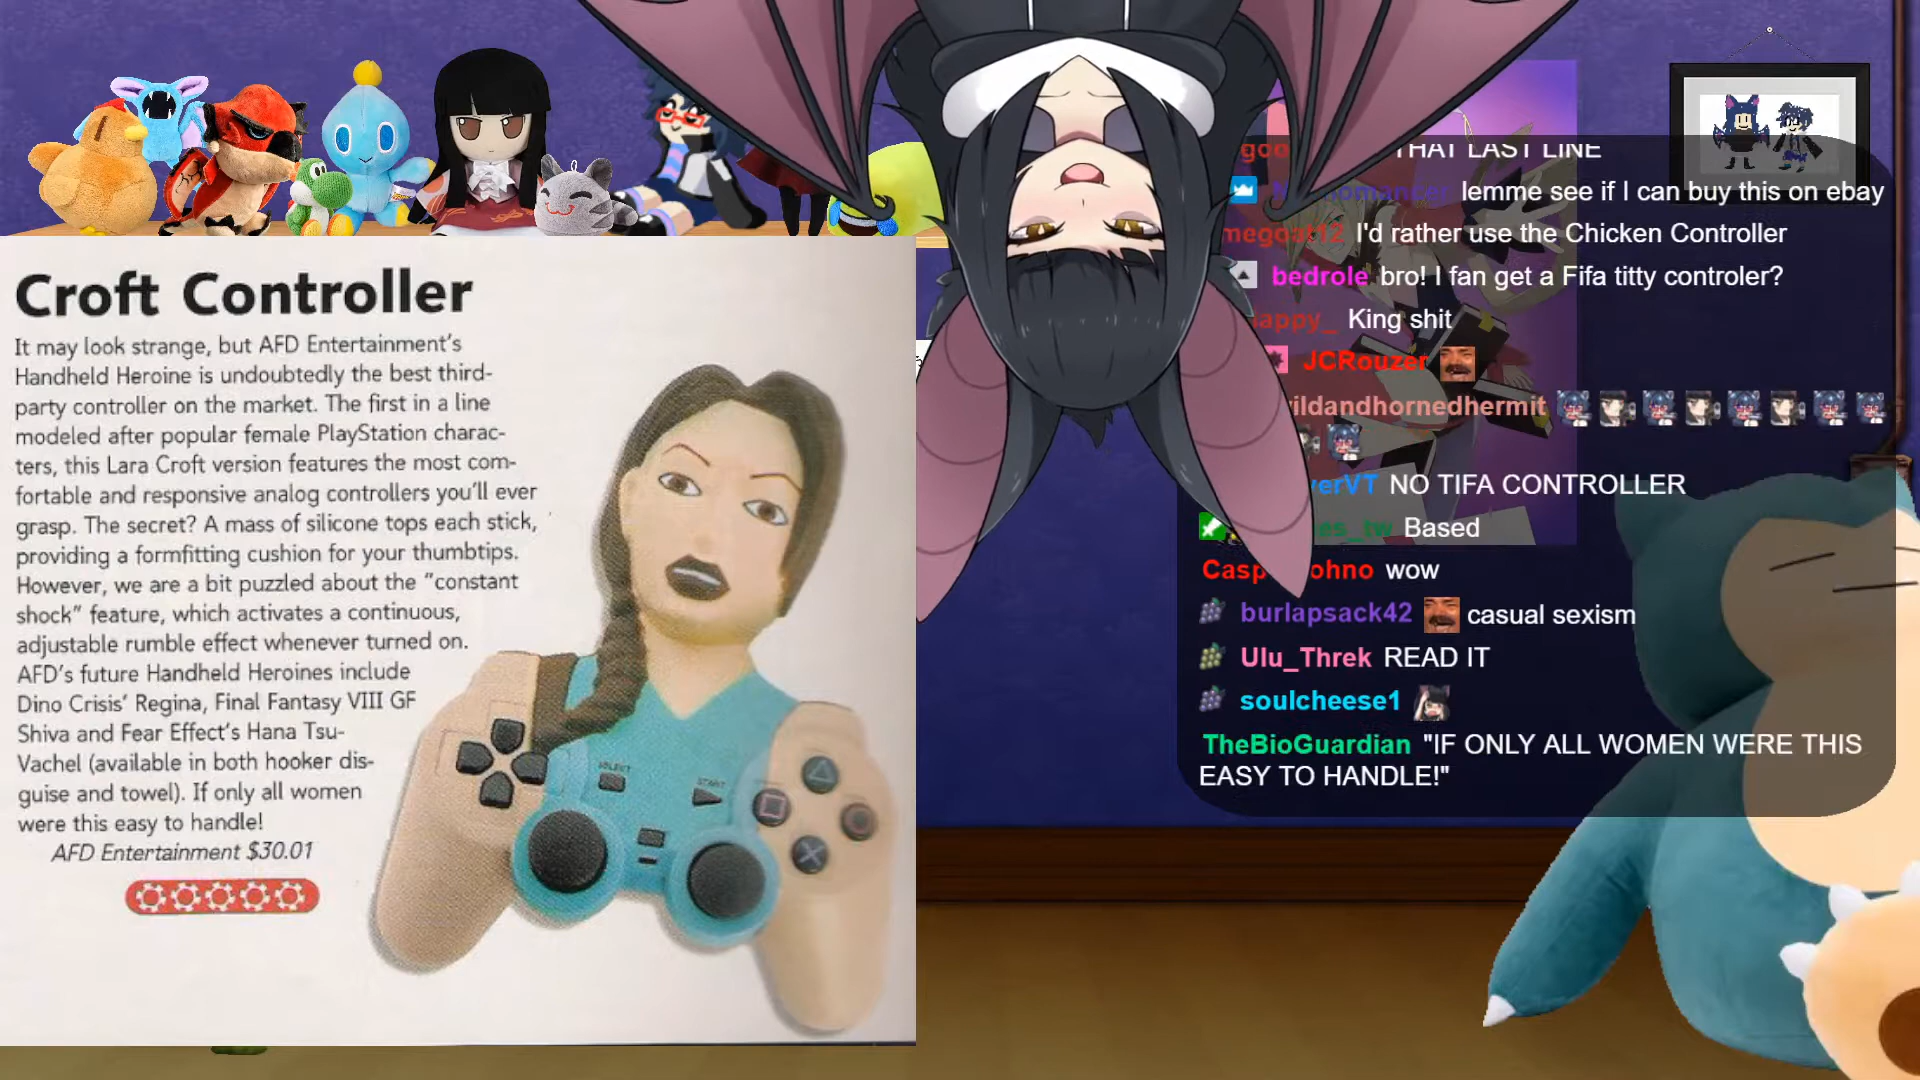 Croft Controller
It may look strange, but AFD Entertainment's
Handheld Heroine is undoubtedly the best third-
party controller on the market. The first in a line
modeled after popular female PlayStation charac-
ters, this Lara Croft version features the most com-
fortable and responsive analog controllers you'll ever
grasp. The secret? A mass of silicone tops each stick,
providing a formfitting cushion for your thumbtips.
However, we are a bit puzzled about the "constant
shock" feature, which activates a continuous,
adjustable rumble effect whenever turned on.
AFD's future Handheld Heroines include
Dino Crisis' Regina, Final Fantasy VIII GF
Shiva and Fear Effect's Hana Tsu-
Vachel (available in both hooker dis-
guise and towel). If only all women
were this easy to handle!
AFD Entertainment $30.01
SELECT
START
THAT LAST LINE
lemme see if I can buy this on ebay
megoat12 I'd rather use the Chicken Controller
bedrole bro! I fan get a Fifa titty controler?
appy_ King shit
JCRouzer
ildandhornedhermit
verVT NO TIFA CONTROLLER
es_tw Based
Casp ohno wow
burlapsack42 casual sexism
Ulu_Threk READ IT
soulcheese1
TheBioGuardian "IF ONLY ALL WOMEN WERE THIS
EASY TO HANDLE!"